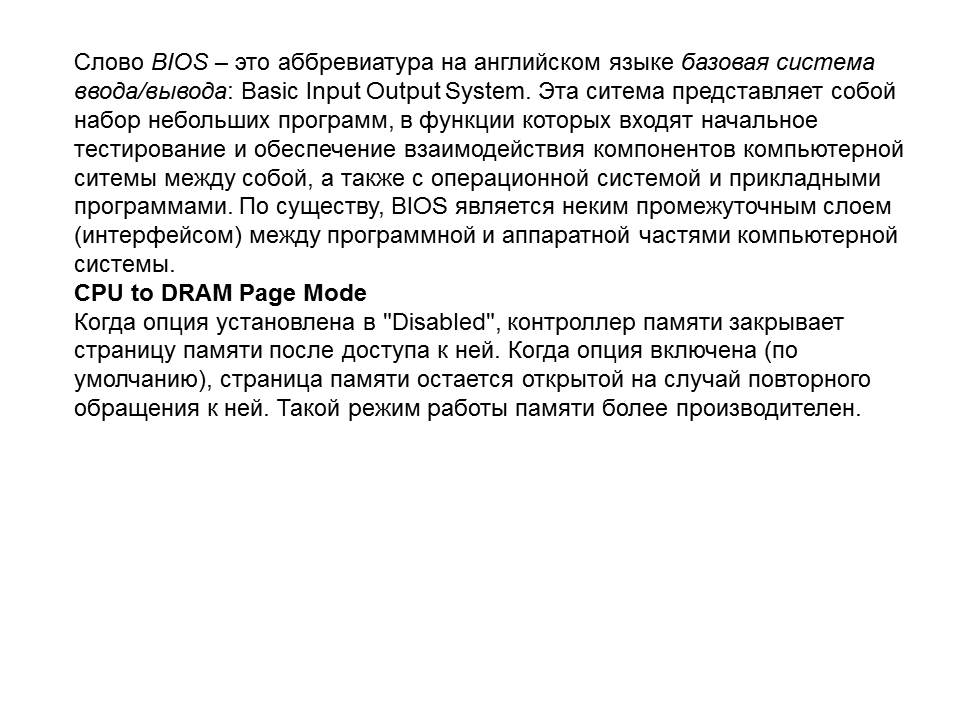 Слово BIOS – это аббревиатура на английском языке базовая система
ввода/вывода: Basic Input Output System. Эта ситема представляет собой
набор небольших программ, в функции которых входят начальное
тестирование и обеспечение взаимодействия компонентов компьютерной
ситемы между собой, а также с операционной системой и прикладными
программами. По существу, BIOS является неким промежуточным слоем
(интерфейсом) между программной и аппаратной частями компьютерной
системы.
CPU to DRAM Page Mode
Когда опция установлена в "Disabled", контроллер памяти закрывает
страницу памяти после доступа к ней. Когда опция включена (по
умолчанию), страница памяти остается открытой на случай повторного
обращения к ней. Такой режим работы памяти более производителен.